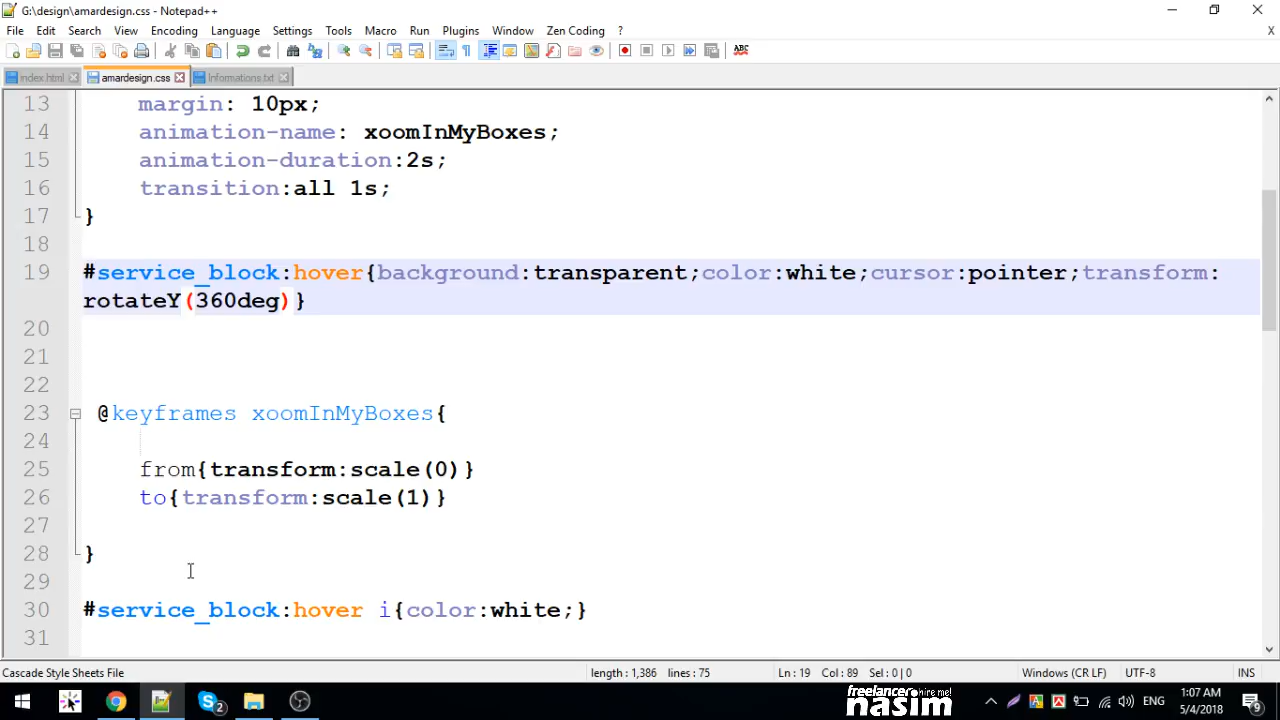 G:\design\amardesign.css - Notepad++
File Edit Search View Encoding Language Settings Tools Macro Run Plugins Window Zen Coding ? X
index.html amardesign.css Informations.txt
13 margin: 10px;
14 animation-name: xoomInMyBoxes;
15 animation-duration:2s;
16 transition:all 1s;
17 }
18
19 #service_block:hover{background:transparent;color:white;cursor:pointer;transform:
rotateY(360deg)}
20
21
22
23 @keyframes xoomInMyBoxes{
24
25 from{transform:scale(0)}
26 to{transform:scale(1)}
27
28 }
29
30 #service_block:hover i{color:white;}
31
Cascade Style Sheets File length : 1,386 lines : 75 Ln : 19 Col : 89 Sel : 0 | 0 Windows (CR LF) UTF-8 INS
2 freelancer hire me! nasim ENG 1:07 AM 5/4/2018 9